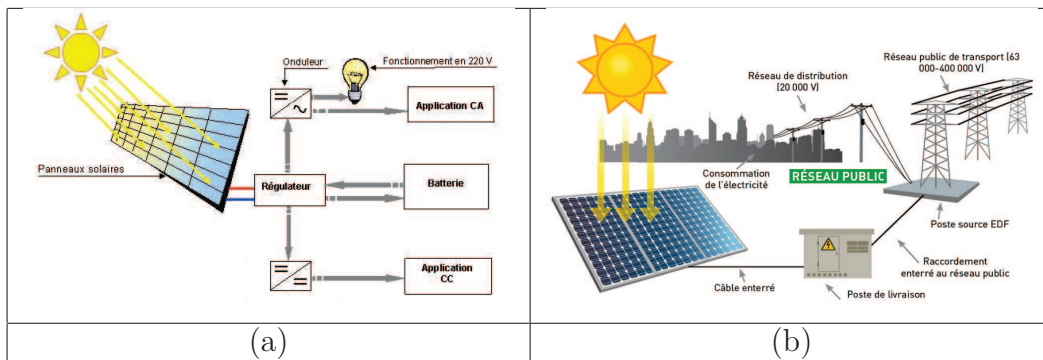 Onduleur
Fonctionnement en 220 V
Application CA
Panneaux solaires
Régulateur
Batterie
Application
CC
(a)
Réseau public de transport (63
000-400 000 V)
Réseau de distribution
(20 000 V)
Consommation
de l'électricité
RÉSEAU PUBLIC
Poste source EDF
Raccordement
enterré au réseau public
Câble enterré
Poste de livraison
(b)